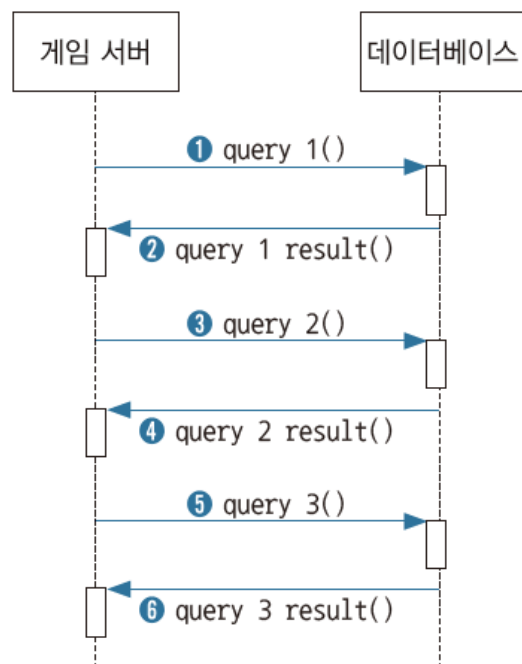 게임 서버
데이터베이스
❶ query 1()
❷ query 1 result()
❸ query 2()
❹ query 2 result()
❺ query 3()
❻ query 3 result()